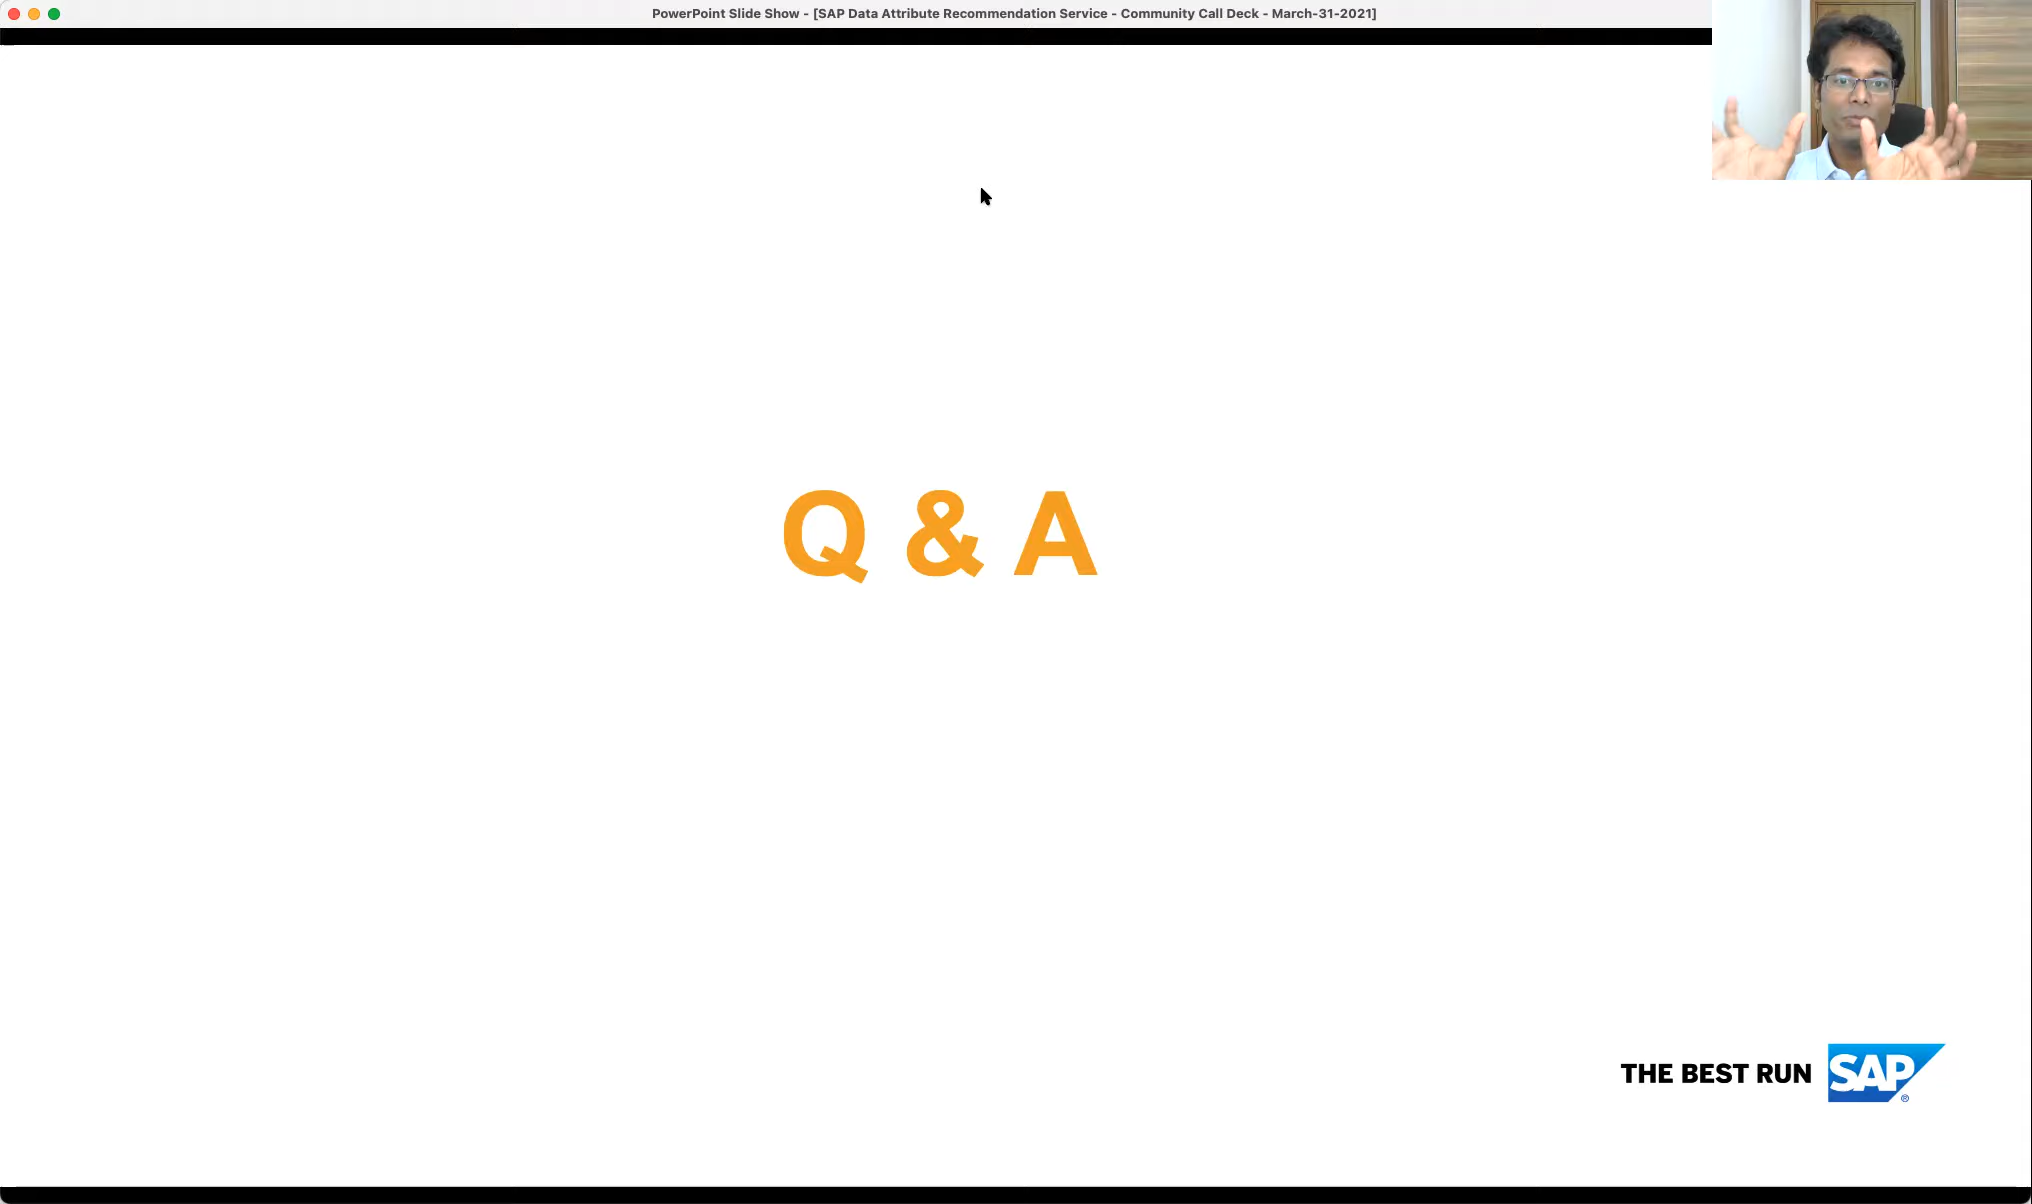 PowerPoint Slide Show - [SAP Data Attribute Recommendation Service - Community Call Deck - March-31-2021]
Q & A
THE BEST RUN SAP®